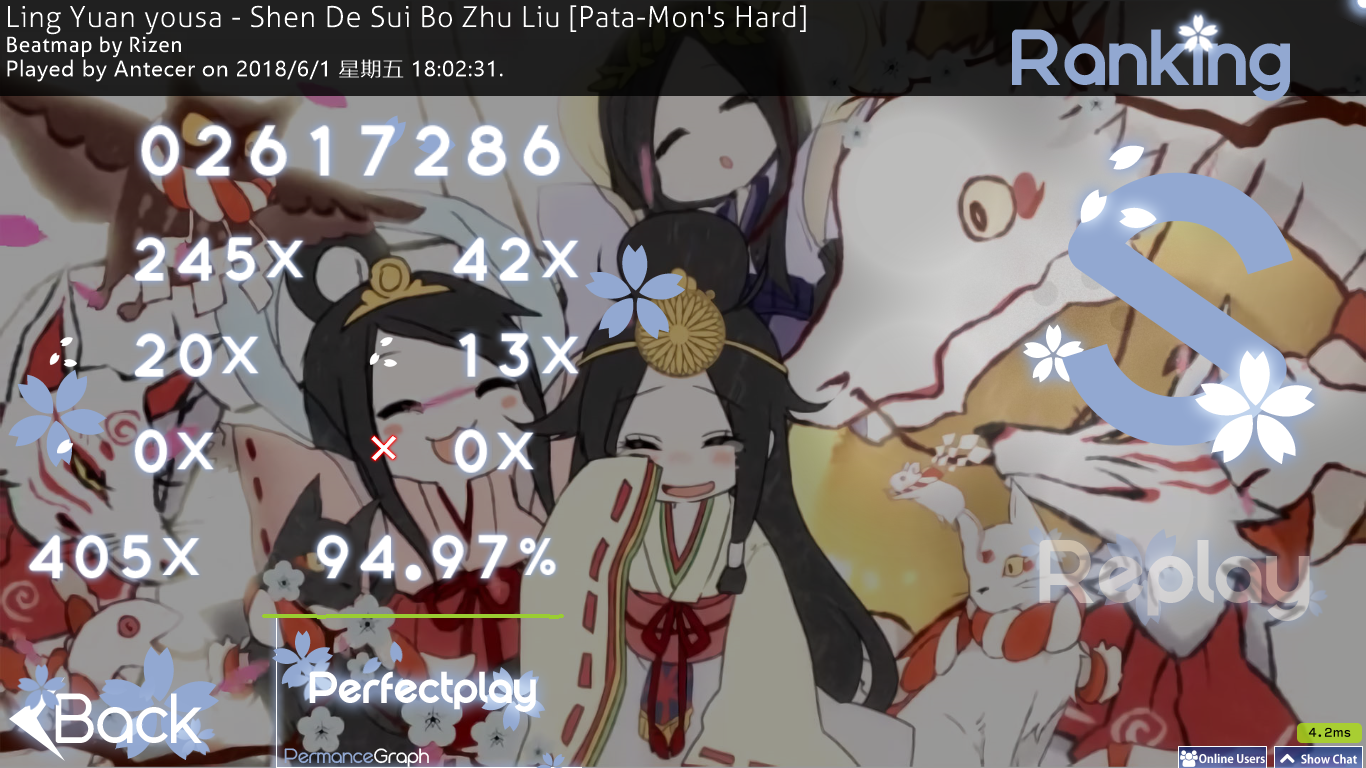 Ling Yuan yousa - Shen De Sui Bo Zhu Liu [Pata-Mon's Hard]
Beatmap by Rizen
Played by Antecer on 2018/6/1 星期五 18:02:31.
Ranking
02617286
245X 42X
20X 13X
0X 0X
405X 94.97%
S
Replay
Perfectplay
Back
PermanceGraph
4.2ms
Online Users
Show Chat